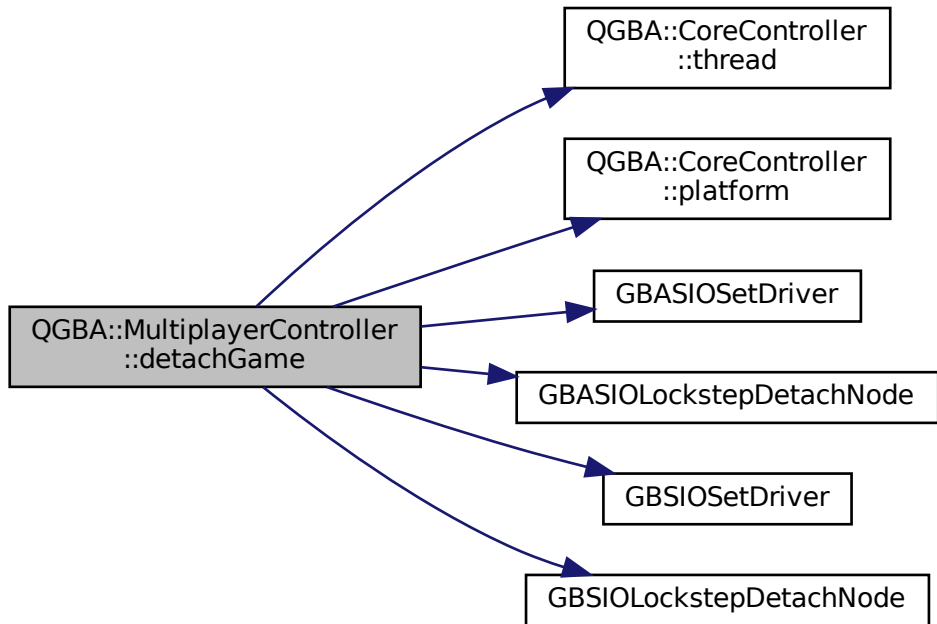 QGBA::CoreController
::thread
QGBA::CoreController
::platform
GBASIOSetDriver
QGBA::MultiplayerController
::detachGame
GBASIOLockstepDetachNode
GBSIOSetDriver
GBSIOLockstepDetachNode